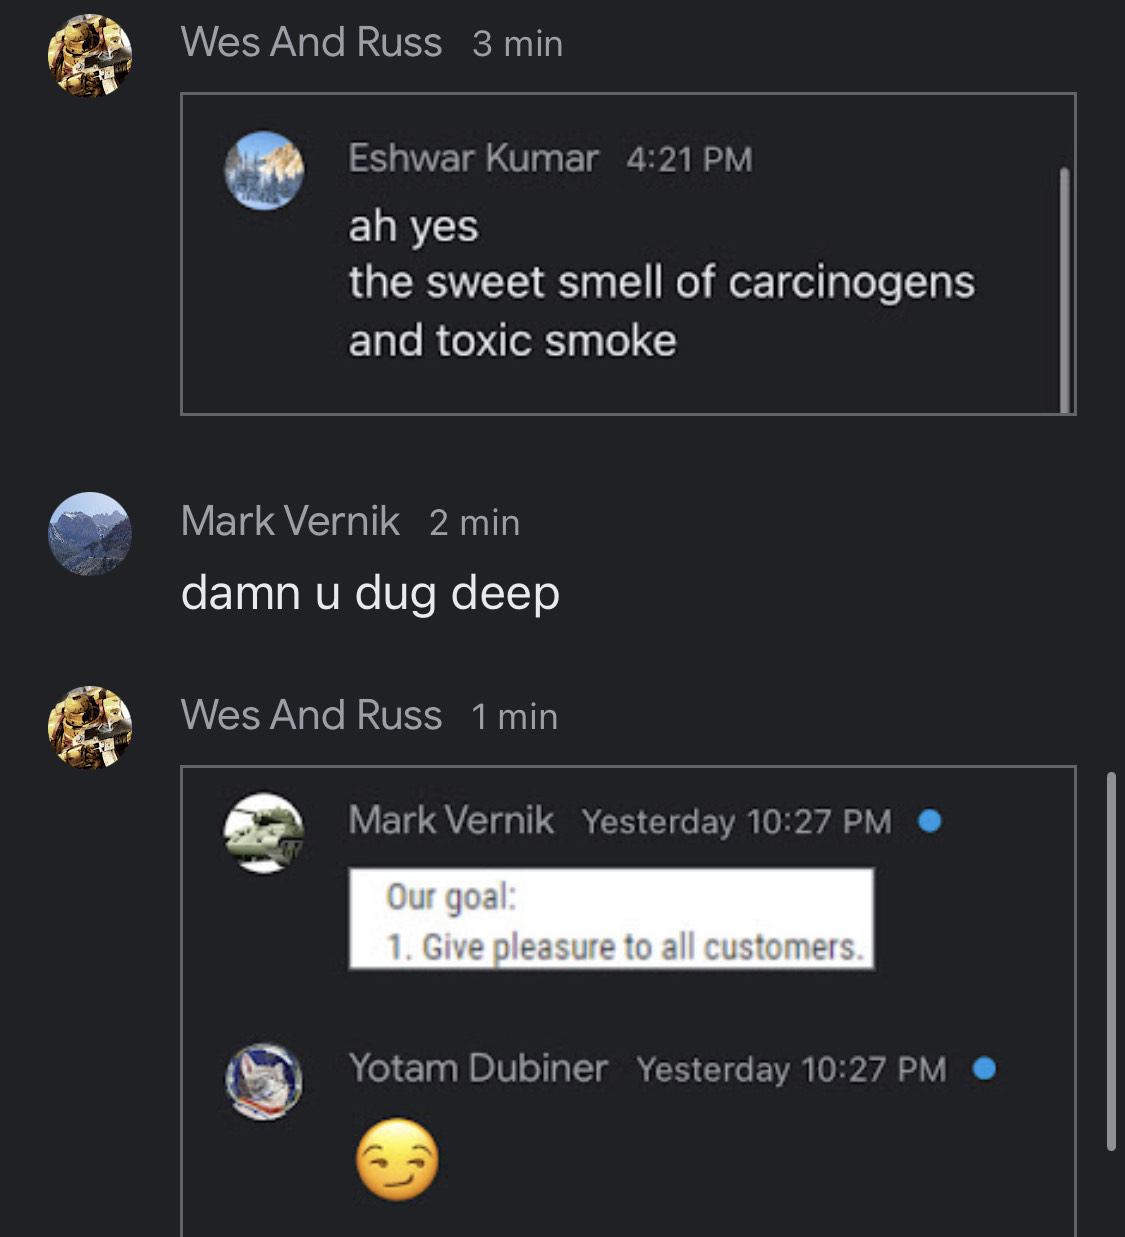 Wes And Russ 3 min
Eshwar Kumar 4:21 PM
ah yes
the sweet smell of carcinogens
and toxic smoke
Mark Vernik 2 min
damn u dug deep
Wes And Russ 1 min
Mark Vernik Yesterday 10:27 PM
Our goal:
1. Give pleasure to all customers.
Yotam Dubiner Yesterday 10:27 PM
😏